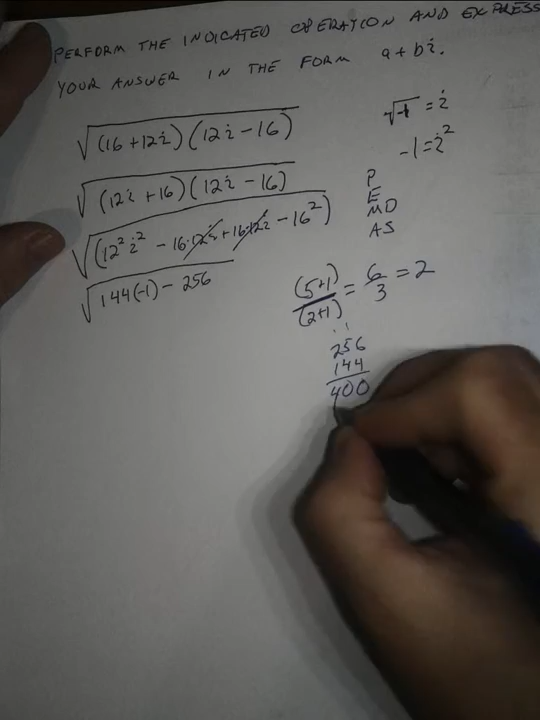 PERFORM THE INDICATED OPERATION AND EXPRESS
YOUR ANSWER IN THE FORM a + bi.
√(16 + 12i)(12i - 16)
√(12i + 16)(12i - 16)
√(12²i² - 16·12i + 16·12i - 16²)
√144(-1) - 256
√-1 = i
-1 = i²
P
E
MD
AS
(5+1)/(2+1) = 6/3 = 2
256
144
400